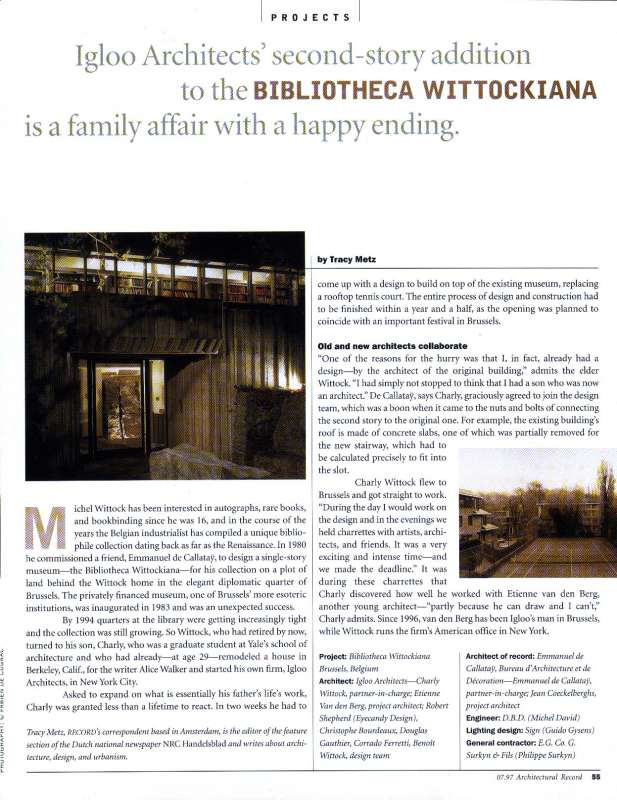 PROJECTS
Igloo Architects' second-story addition
to the BIBLIOTHECA WITTOCKIANA
is a family affair with a happy ending.
Michel Wittock has been interested in autographs, rare books,
and bookbinding since he was 16, and in the course of the
years the Belgian industrialist has compiled a unique biblio-
phile collection dating back as far as the Renaissance. In 1980
he commissioned a friend, Emmanuel de Callataÿ, to design a single-story
museum—the Bibliotheca Wittockiana—for his collection on a plot of
land behind the Wittock home in the elegant diplomatic quarter of
Brussels. The privately financed museum, one of Brussels' more esoteric
institutions, was inaugurated in 1983 and was an unexpected success.
By 1994 quarters at the library were getting increasingly tight
and the collection was still growing. So Wittock, who had retired by now,
turned to his son, Charly, who was a graduate student at Yale's school of
architecture and who had already—at age 29—remodeled a house in
Berkeley, Calif., for the writer Alice Walker and started his own firm, Igloo
Architects, in New York City.
Asked to expand on what is essentially his father's life's work,
Charly was granted less than a lifetime to react. In two weeks he had to
Tracy Metz, RECORD's correspondent based in Amsterdam, is the editor of the feature
section of the Dutch national newspaper NRC Handelsblad and writes about archi-
tecture, design, and urbanism.
by Tracy Metz
come up with a design to build on top of the existing museum, replacing
a rooftop tennis court. The entire process of design and construction had
to be finished within a year and a half, as the opening was planned to
coincide with an important festival in Brussels.
Old and new architects collaborate
"One of the reasons for the hurry was that I, in fact, already had a
design—by the architect of the original building," admits the elder
Wittock. "I had simply not stopped to think that I had a son who was now
an architect." De Callataÿ, says Charly, graciously agreed to join the design
team, which was a boon when it came to the nuts and bolts of connecting
the second story to the original one. For example, the existing building's
roof is made of concrete slabs, one of which was partially removed for
the new stairway, which had to
be calculated precisely to fit into
the slot.
Charly Wittock flew to
Brussels and got straight to work.
"During the day I would work on
the design and in the evenings we
held charrettes with artists, archi-
tects, and friends. It was a very
exciting and intense time—and
we made the deadline." It was
during these charrettes that
Charly discovered how well he worked with Etienne van den Berg,
another young architect—"partly because he can draw and I can't,"
Charly admits. Since 1996, van den Berg has been Igloo's man in Brussels,
while Wittock runs the firm's American office in New York.
Project: Bibliotheca Wittockiana
Brussels, Belgium
Architect: Igloo Architects—Charly
Wittock, partner-in-charge; Etienne
Van den Berg, project architect; Robert
Shepherd (Eyecandy Design),
Christophe Bourdeaux, Douglas
Gauthier, Corrado Ferretti, Benoît
Wittock, design team
Architect of record: Emmanuel de
Callataÿ, Bureau d'Architecture et de
Décoration—Emmanuel de Callataÿ,
partner-in-charge; Jean Coeckelberghs,
project architect
Engineer: D.B.D. (Michel David)
Lighting design: Sign (Guido Gysens)
General contractor: E.G. Co. G.
Surkyn & Fils (Philippe Surkyn)
07.97 Architectural Record 55
PHOTOGRAPHY: © FABIEN DE